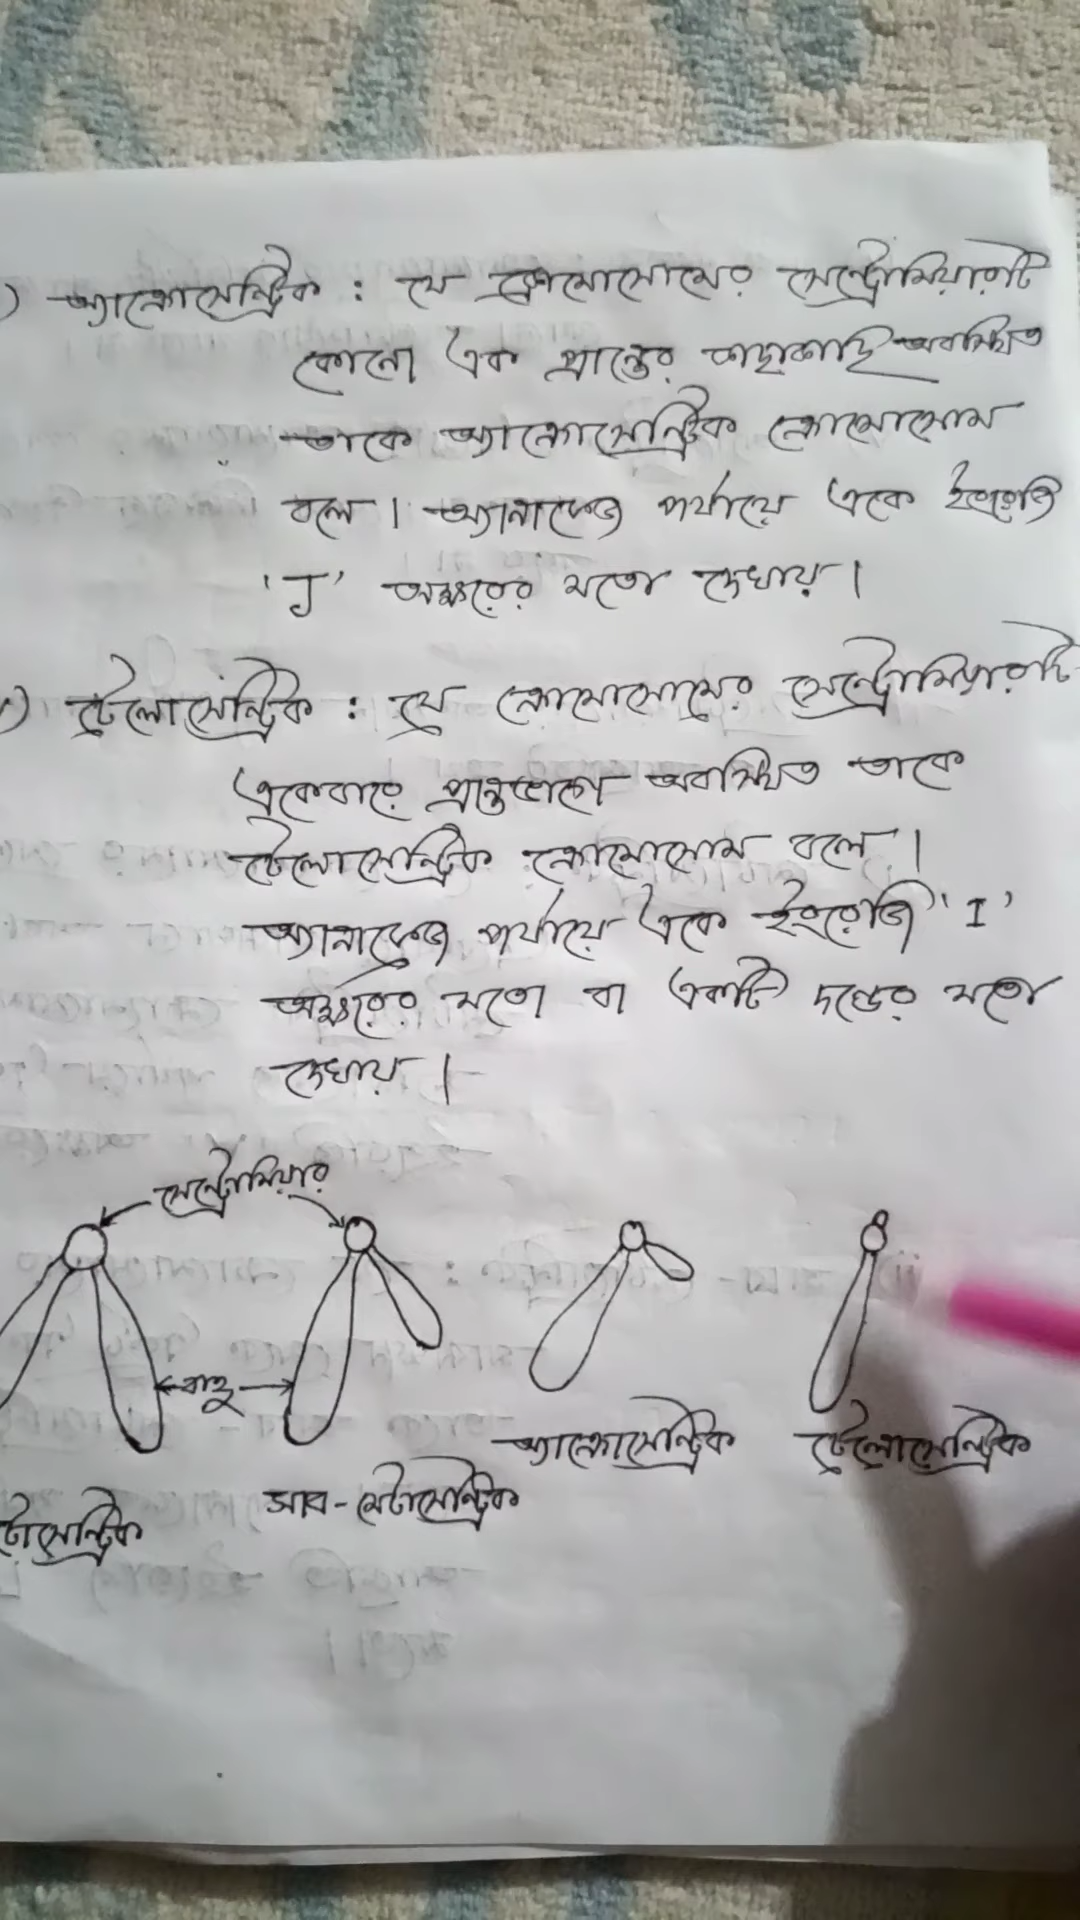 ) অ্যাক্রোসেন্ট্রিক : যে ক্রোমোসোমের সেন্ট্রোমিয়ারটি
কোনো এক প্রান্তের কাছাকাছি অবস্থিত
তাকে অ্যাক্রোসেন্ট্রিক ক্রোমোসোম
বলে। অ্যানাফেজ পর্যায়ে একে ইংরেজি
'J' অক্ষরের মতো দেখায়।
) টেলোসেন্ট্রিক : যে ক্রোমোসোমের সেন্ট্রোমিয়ারটি
একেবারে প্রান্তভাগে অবস্থিত তাকে
টেলোসেন্ট্রিক ক্রোমোসোম বলে।
অ্যানাফেজ পর্যায়ে একে ইংরেজি 'I'
অক্ষরের মতো বা একটি দণ্ডের মতো
দেখায়।
সেন্ট্রোমিয়ার
বাহু
টাসেন্ট্রিক
সাব-মেটাসেন্ট্রিক
অ্যাক্রোসেন্ট্রিক
টেলোসেন্ট্রিক